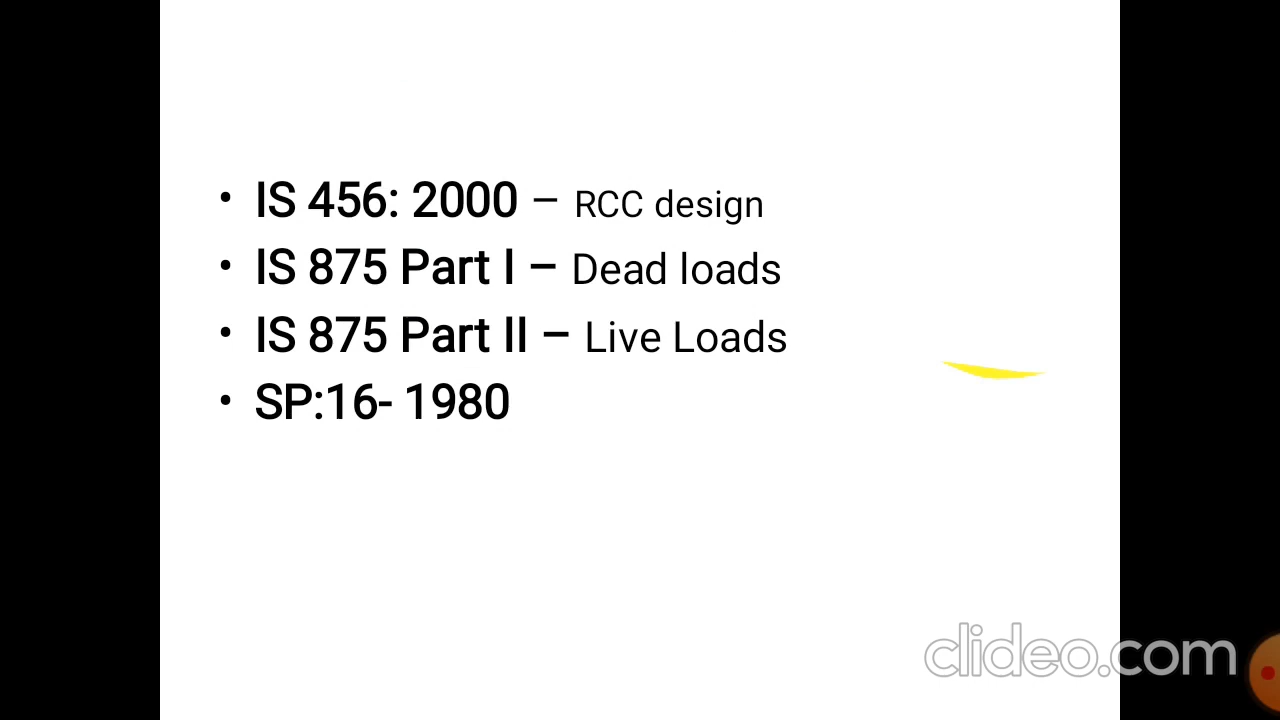 • IS 456: 2000 – RCC design
• IS 875 Part I – Dead loads
• IS 875 Part II – Live Loads
• SP:16- 1980
clideo.com